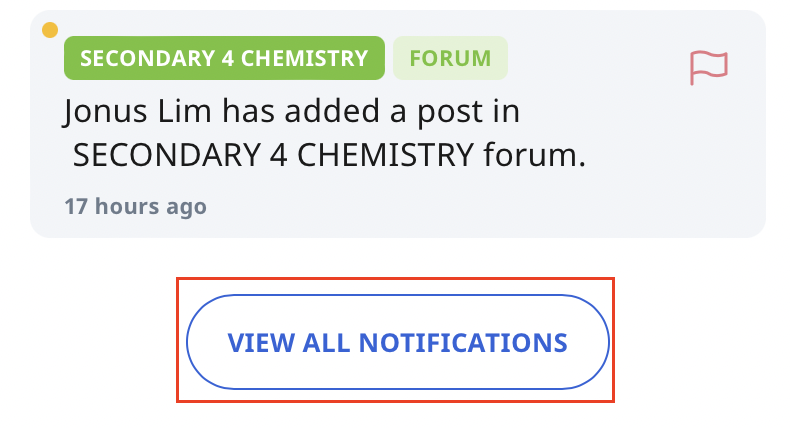 SECONDARY 4 CHEMISTRY FORUM
Jonus Lim has added a post in
SECONDARY 4 CHEMISTRY forum.
17 hours ago
VIEW ALL NOTIFICATIONS